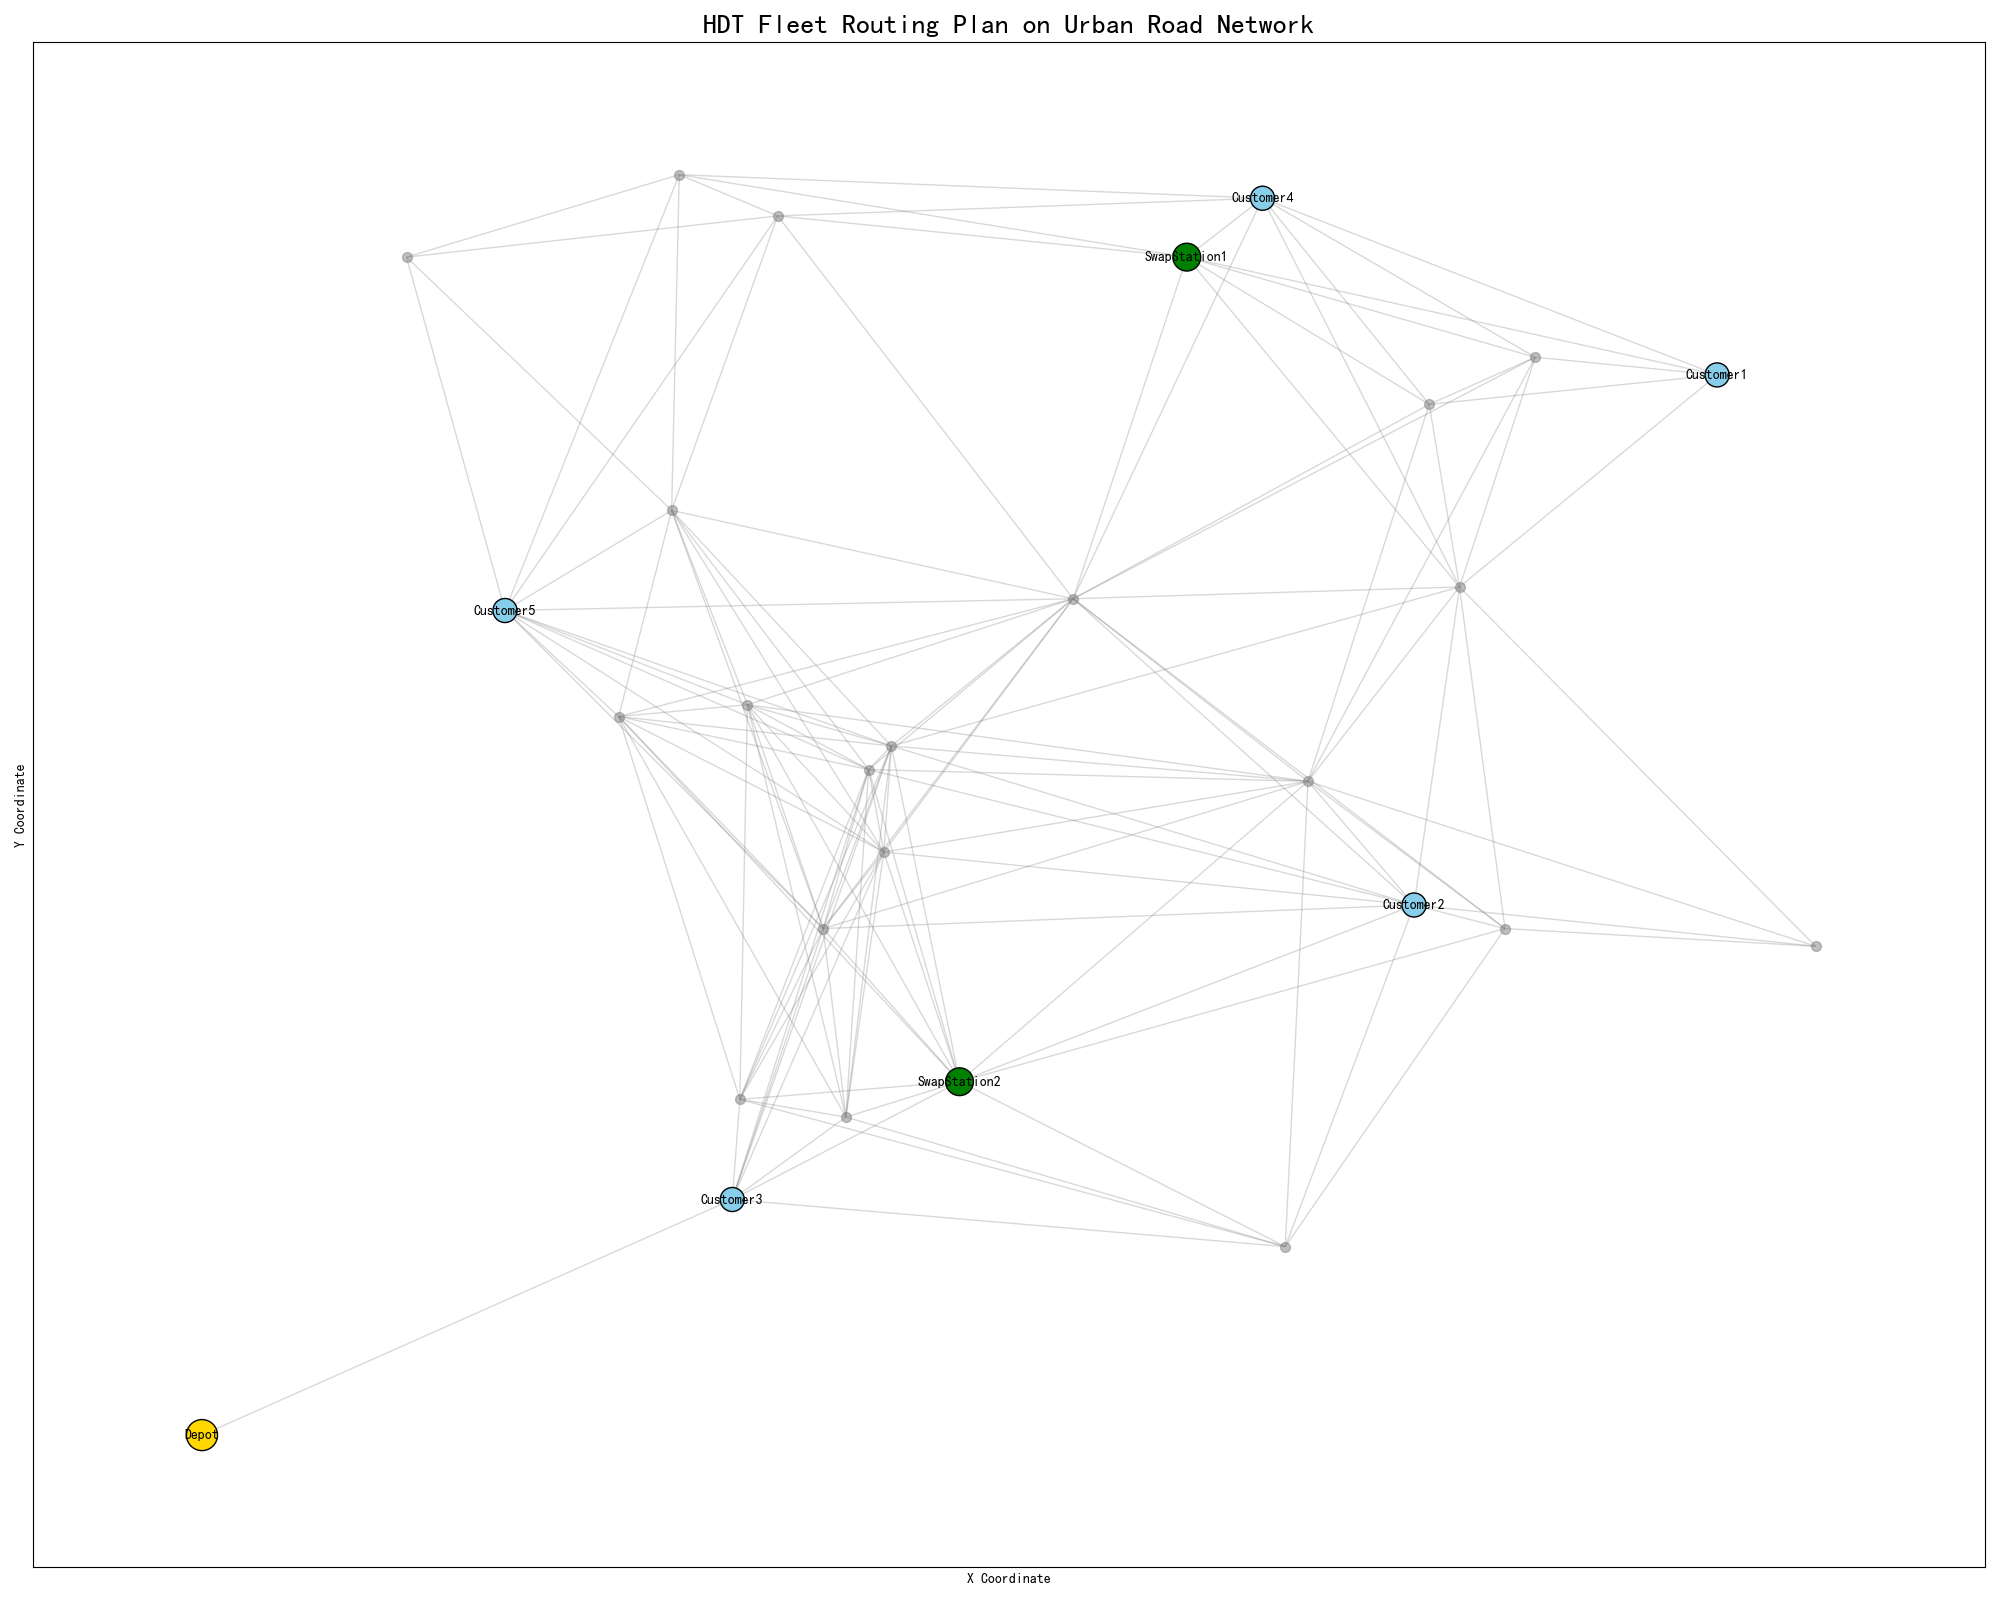 HDT Fleet Routing Plan on Urban Road Network
Customer4
SwapStation1
Customer1
Customer5
Y Coordinate
Customer2
SwapStation2
Customer3
Depot
X Coordinate